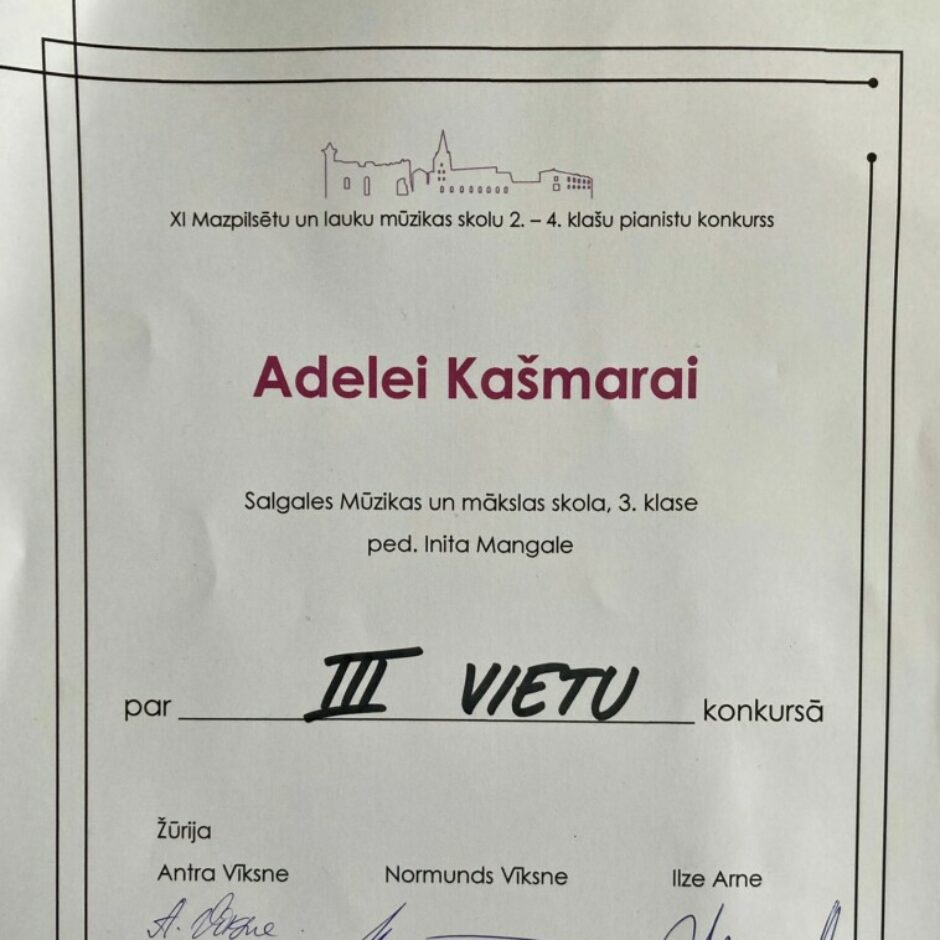 XI Mazpilsētu un lauku mūzikas skolu 2. – 4. klašu pianistu konkurss
Adelei Kašmarai
Salgales Mūzikas un mākslas skola, 3. klase
ped. Inita Mangale
par III VIETU konkursā
Žūrija
Antra Vīksne Normunds Vīksne Ilze Arne
A. Vīksne